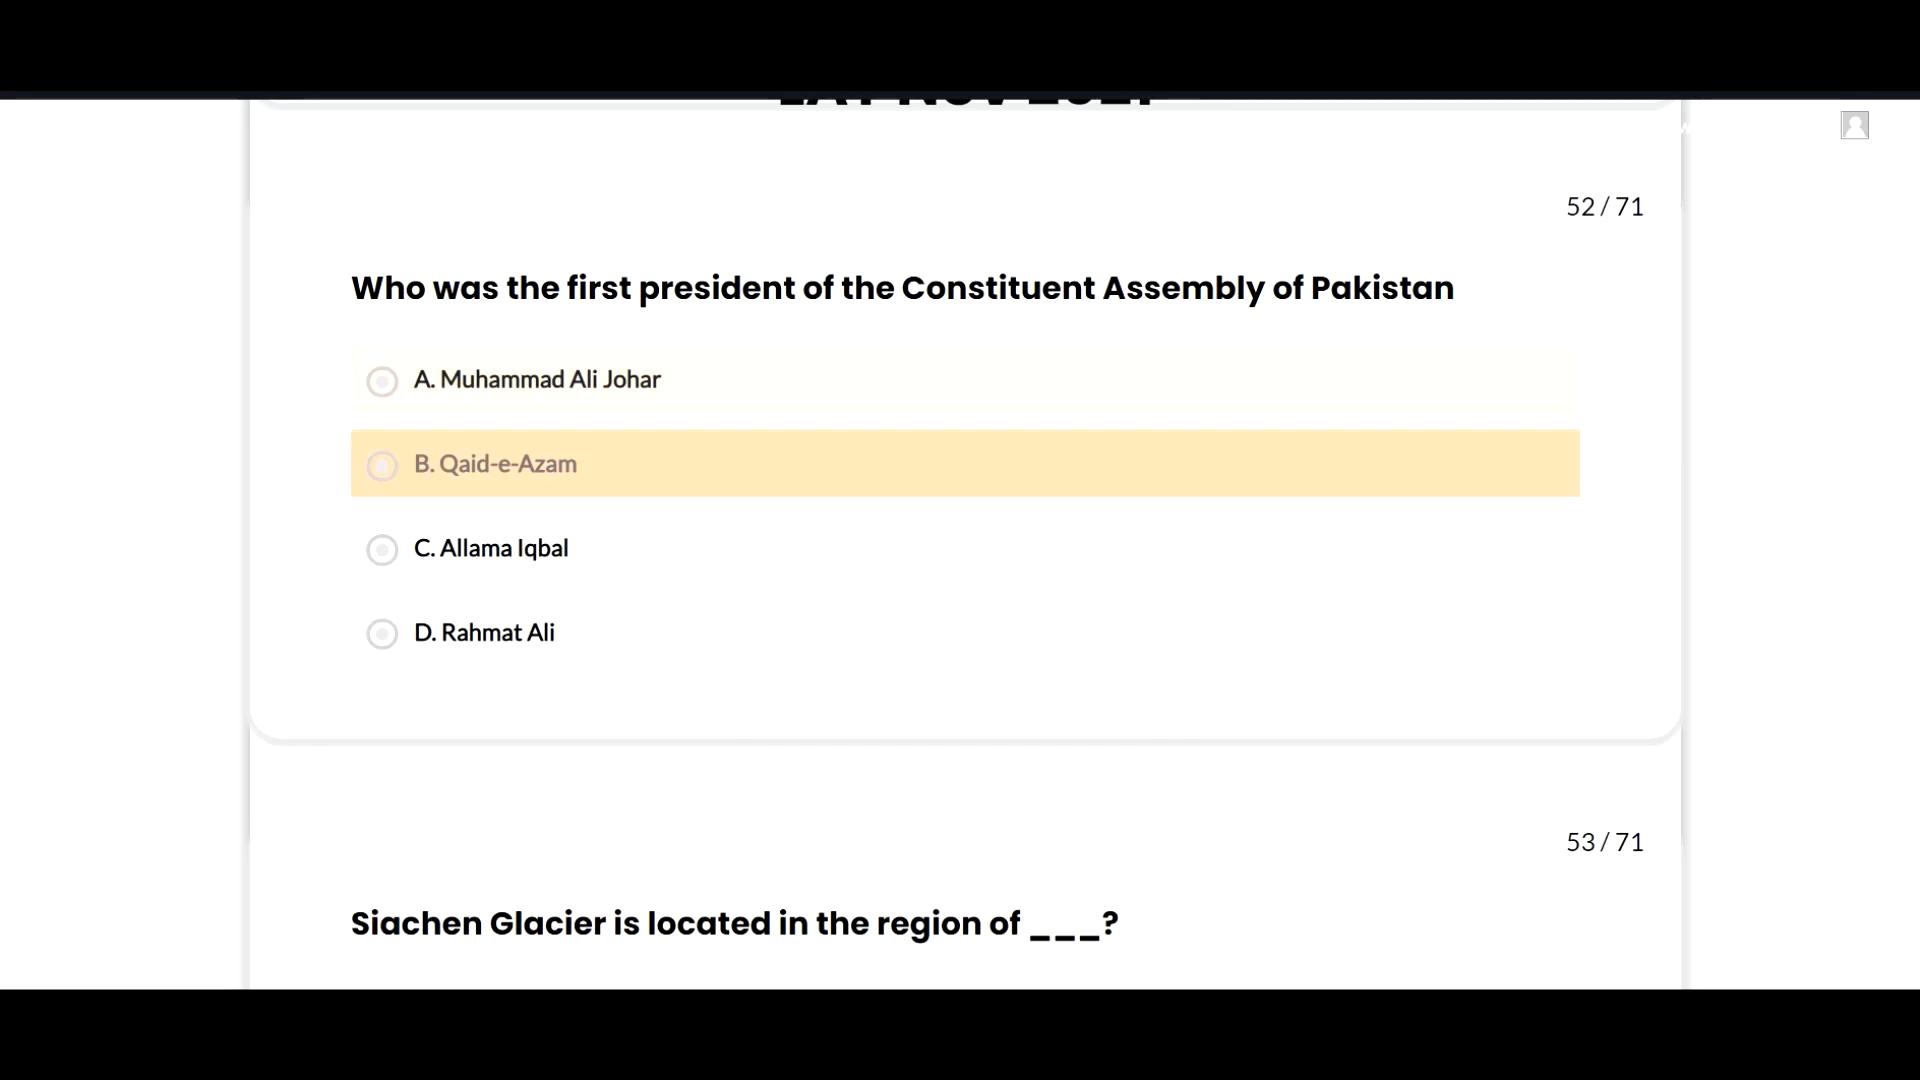 52 / 71
Who was the first president of the Constituent Assembly of Pakistan
A. Muhammad Ali Johar
B. Qaid-e-Azam
C. Allama Iqbal
D. Rahmat Ali
53 / 71
Siachen Glacier is located in the region of ___?